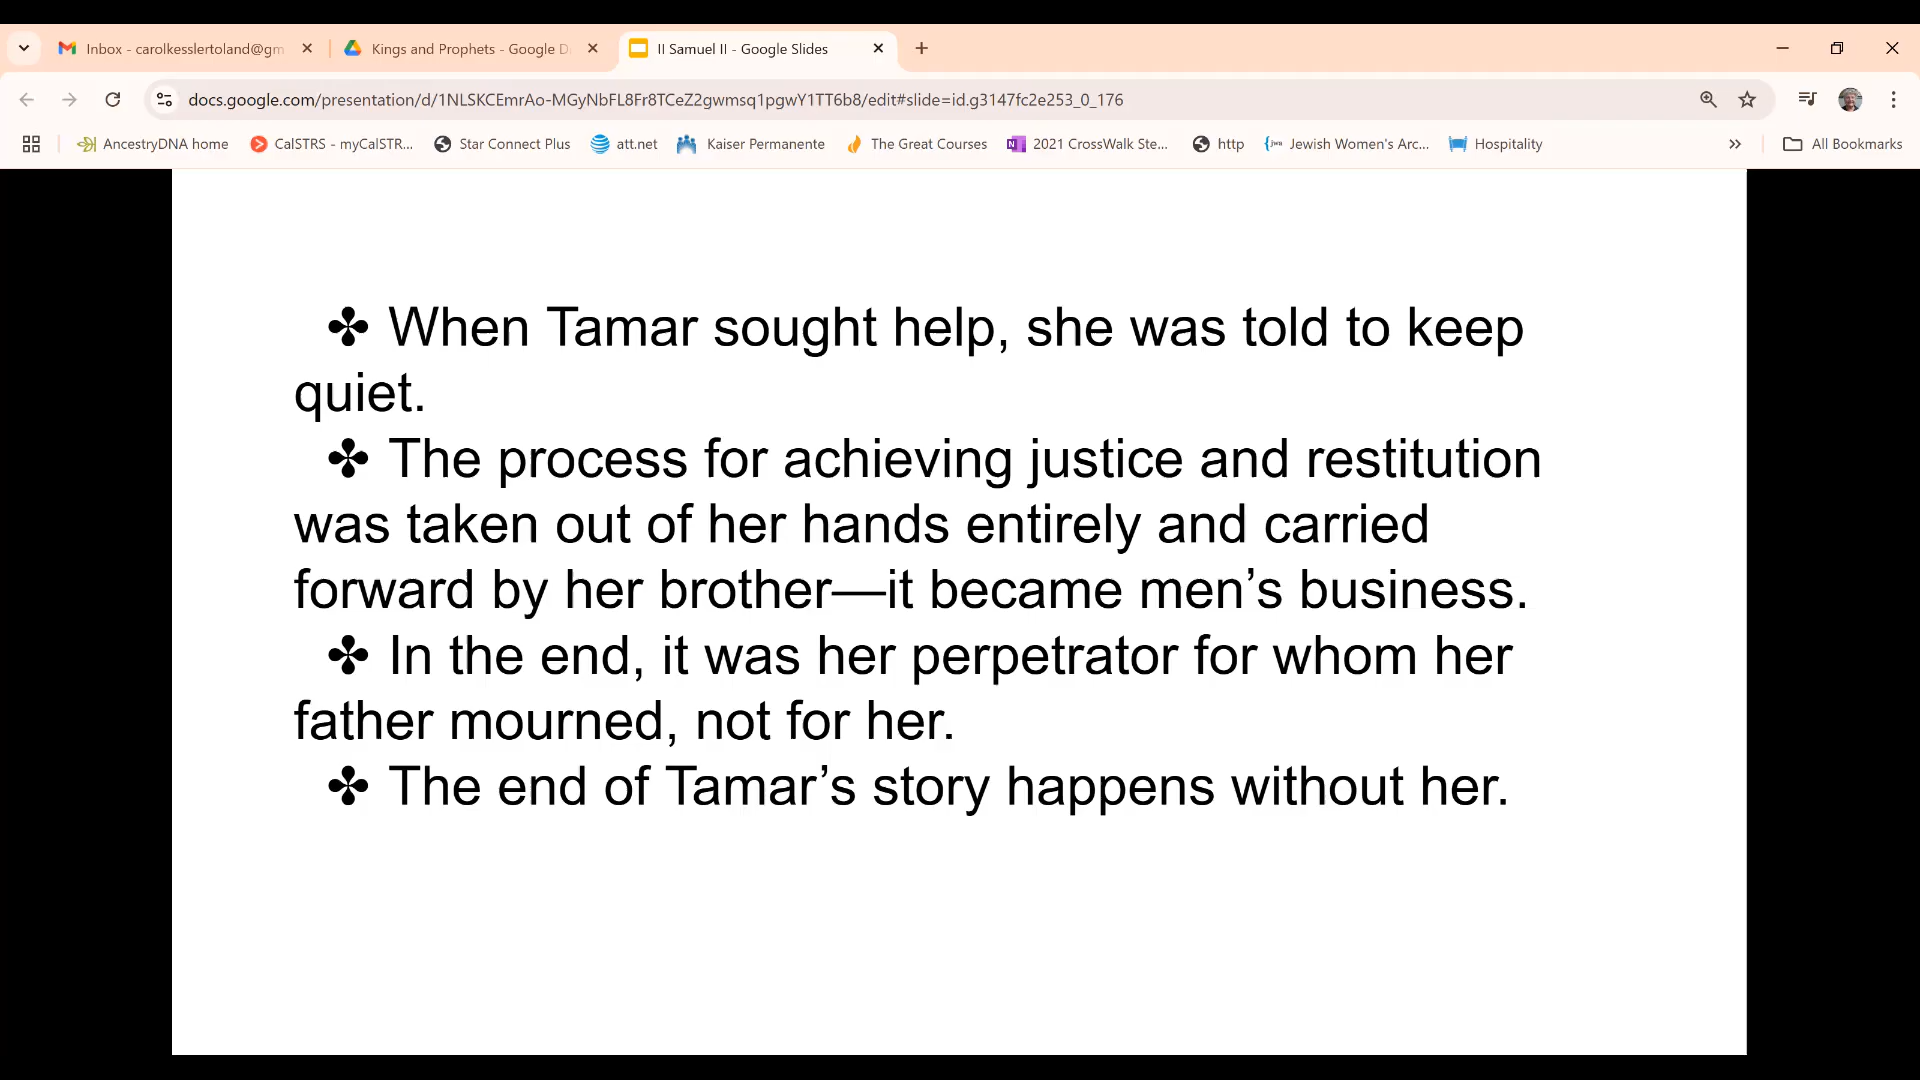 Inbox - carolkesslertoland@gm
Kings and Prophets - Google D
II Samuel II - Google Slides
docs.google.com/presentation/d/1NLSKCEmrAo-MGyNbFL8Fr8TCeZ2gwmsq1pgwY1TT6b8/edit#slide=id.g3147fc2e253_0_176
AncestryDNA home
CalSTRS - myCalSTR...
Star Connect Plus
att.net
Kaiser Permanente
The Great Courses
2021 CrossWalk Ste...
http
Jewish Women's Arc...
Hospitality
All Bookmarks
✤ When Tamar sought help, she was told to keep
quiet.
✤ The process for achieving justice and restitution
was taken out of her hands entirely and carried
forward by her brother—it became men’s business.
✤ In the end, it was her perpetrator for whom her
father mourned, not for her.
✤ The end of Tamar’s story happens without her.